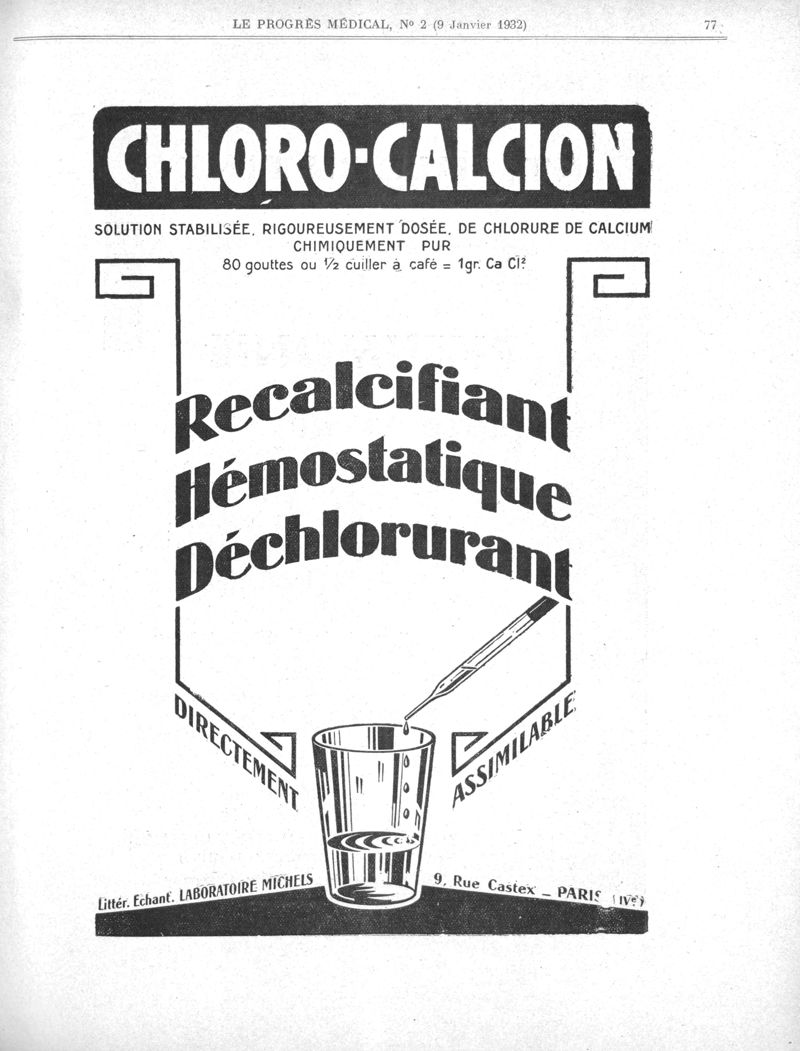 LE PROGRÈS MÉDICAL, Nº 2 (9 Janvier 1932) 77
CHLORO-CALCION
SOLUTION STABILISÉE, RIGOUREUSEMENT DOSÉE, DE CHLORURE DE CALCIUM
CHIMIQUEMENT PUR
80 gouttes ou ½ cuiller à café = 1gr. Ca Cl²
Recalcifiant
Hémostatique
Déchlorurant
DIRECTEMENT
ASSIMILABLE
Littér. Echant. LABORATOIRE MICHELS
9, Rue Castex _ PARIS (IVe)